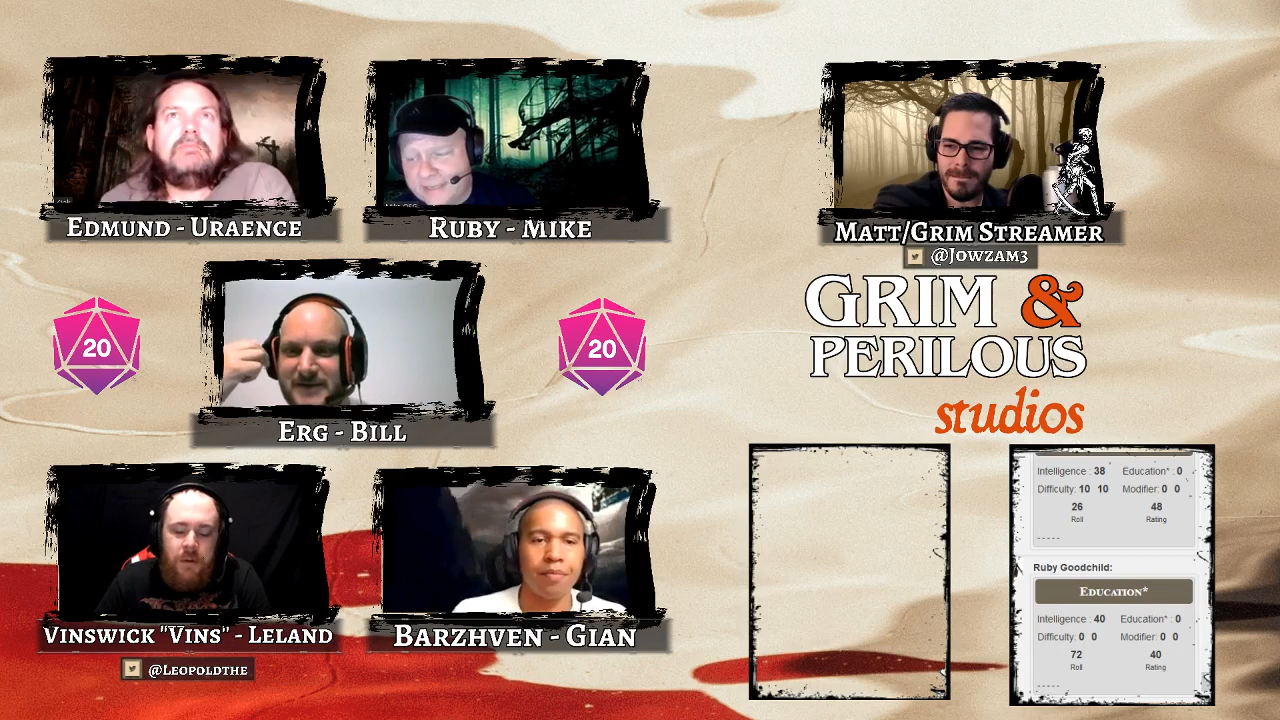 Edmund - Uraence
Ruby - Mike
Matt/Grim Streamer
@Jowzam3
20
Erg - Bill
20
GRIM &
PERILOUS
studios
Vinswick "Vins" - Leland
@Leopoldthe
Barzhven - Gian
Intelligence : 38 Education* : 0
Difficulty: 10 10 Modifier: 0 0
26 48
Roll Rating
-----
Ruby Goodchild:
Education*
Intelligence : 40 Education* : 0
Difficulty: 0 0 Modifier: 0 0
72 40
Roll Rating
-----